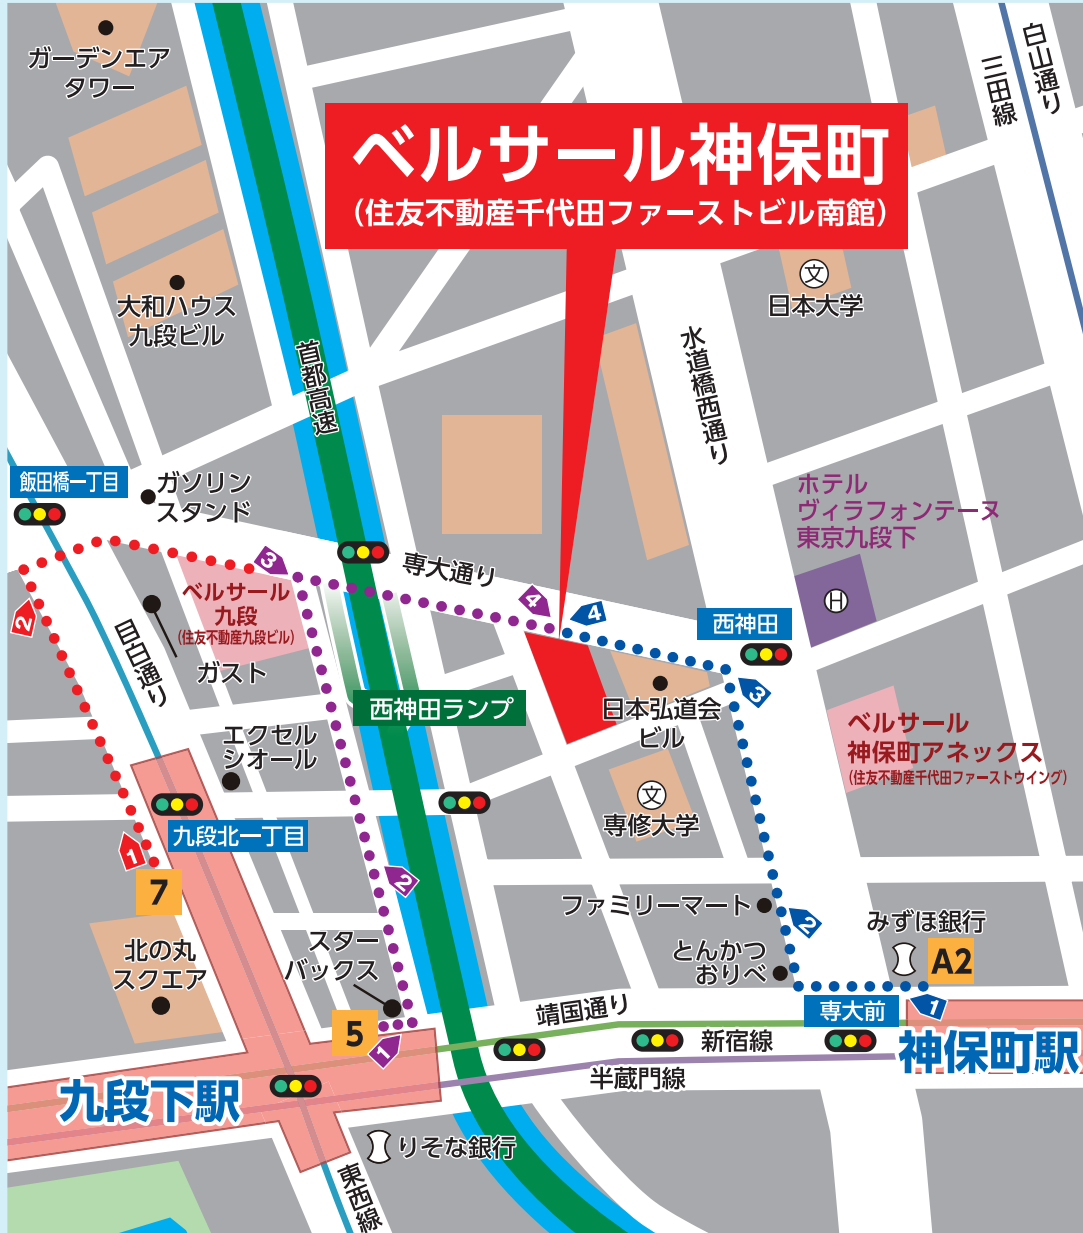 ガーデンエア
タワー
白山通り
三田線
ベルサール神保町
(住友不動産千代田ファーストビル南館)
文
日本大学
大和ハウス
九段ビル
首都高速
水道橋西通り
飯田橋一丁目
ガソリン
スタンド
ホテル
ヴィラフォンテーヌ
東京九段下
H
専大通り
3
4
4
2
ベルサール
九段
(住友不動産九段ビル)
西神田
目白通り
ガスト
3
西神田ランプ
日本弘道会
ビル
エクセル
シオール
ベルサール
神保町アネックス
(住友不動産千代田ファーストウイング)
文
専修大学
九段北一丁目
1
7
2
ファミリーマート
2
みずほ銀行
A2
とんかつ
おりべ
北の丸
スクエア
スター
バックス
5
1
靖国通り
専大前
1
新宿線
半蔵門線
神保町駅
九段下駅
りそな銀行
東西線